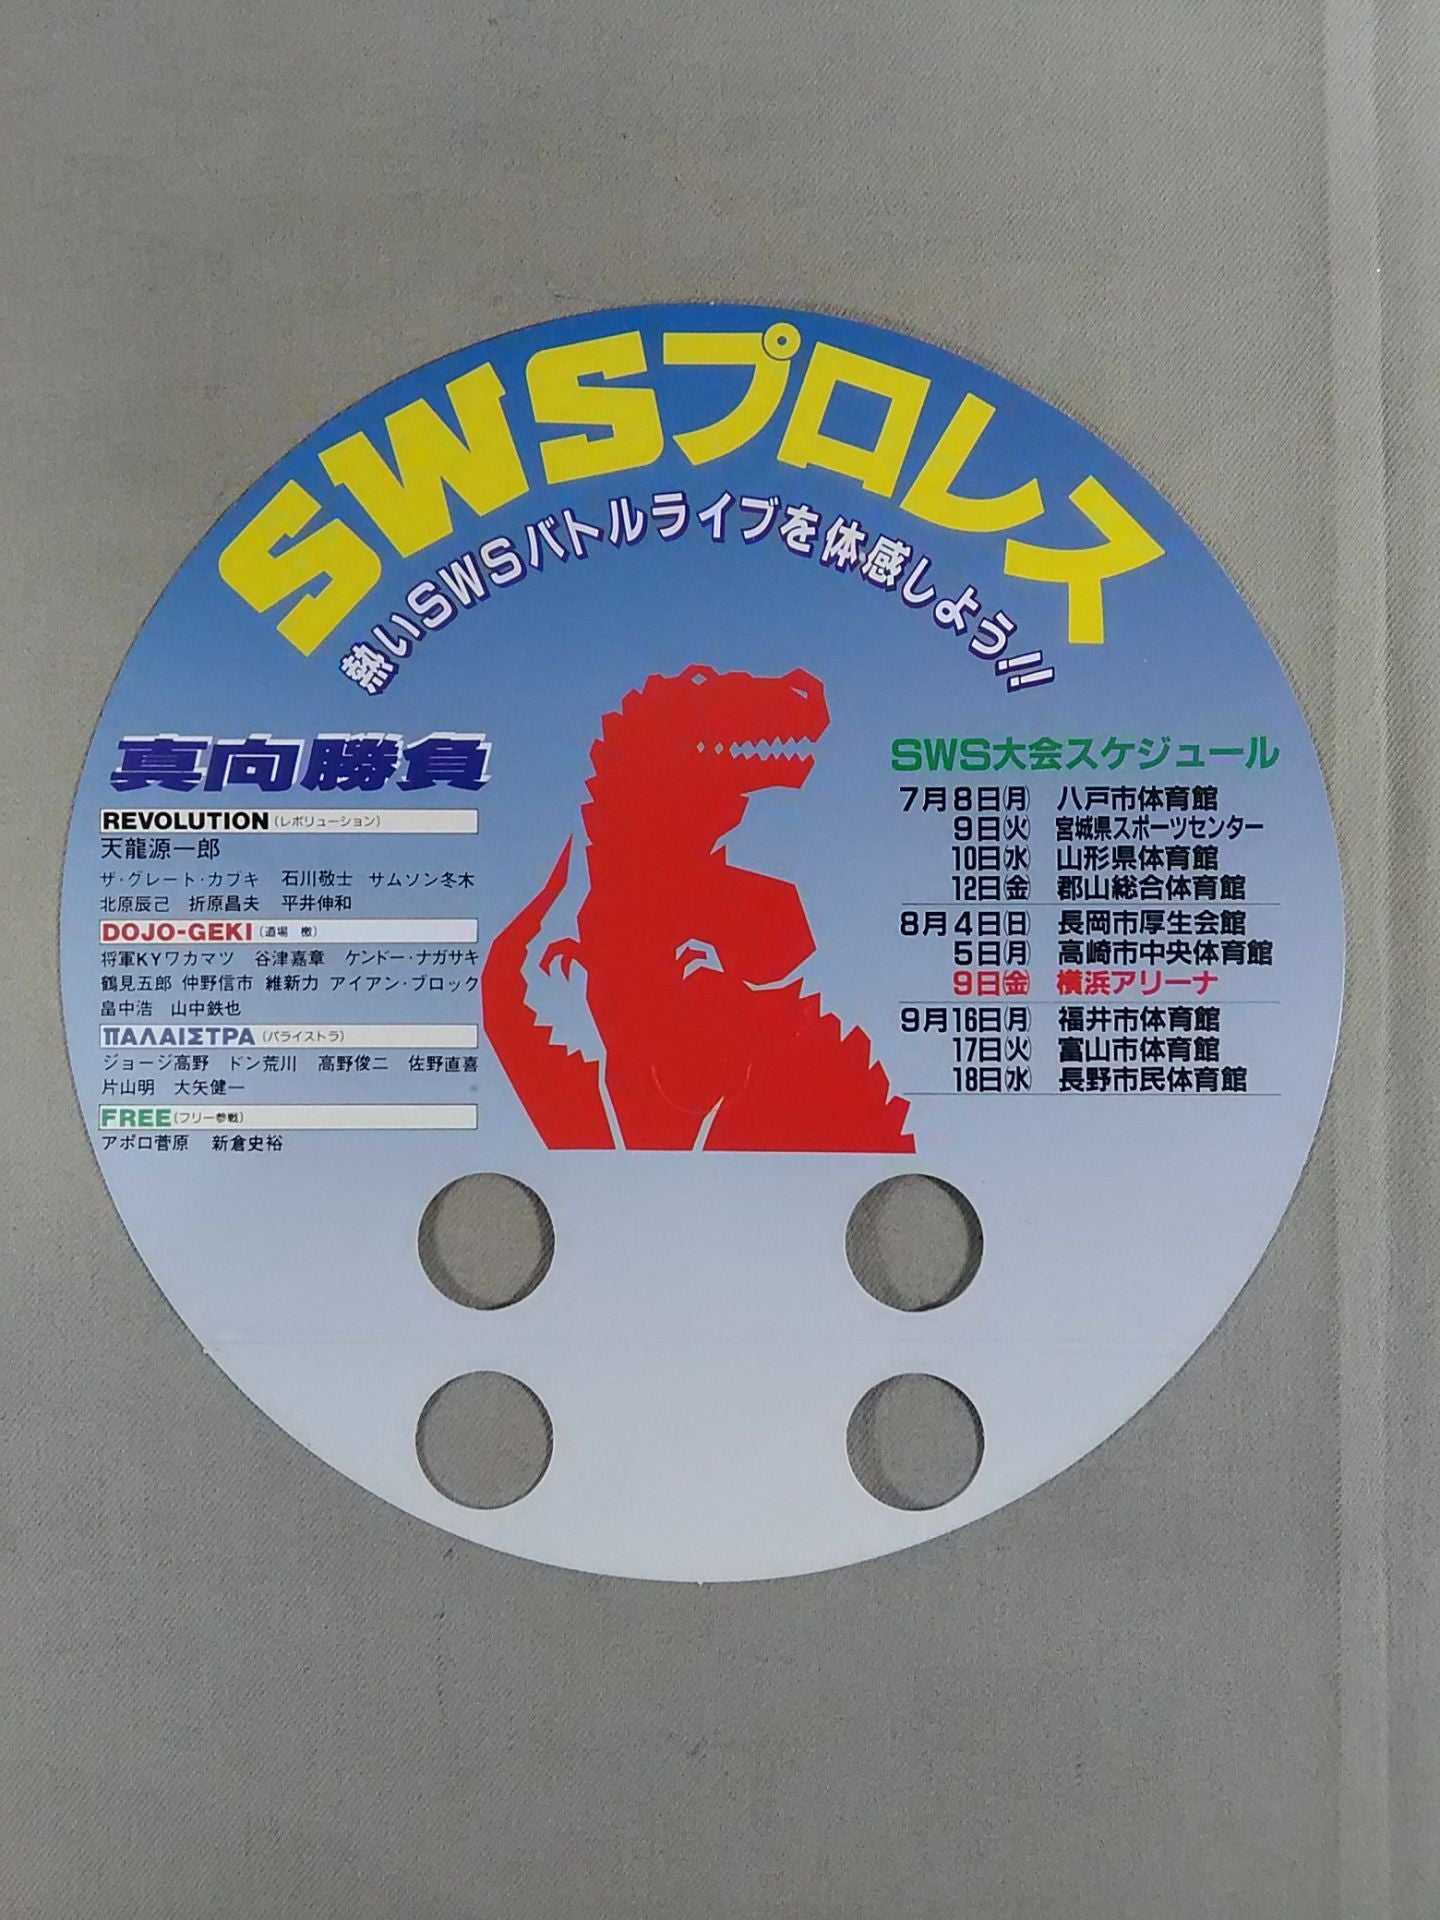 SWSプロレス
熱いSWSバトルライブを体感しよう!!
真向勝負
REVOLUTION(レボリューション)
天龍源一郎
ザ・グレート・カブキ 石川敬士 サムソン冬木
北原辰己 折原昌夫 平井伸和
DOJO-GEKI(道場 檄)
将軍KYワカマツ 谷津嘉章 ケンドー・ナガサキ
鶴見五郎 仲野信市 維新力 アイアン・ブロック
畠中浩 山中鉄也
ΠΑΛΑΙΣΤΡΑ(パライストラ)
ジョージ高野 ドン荒川 高野俊二 佐野直喜
片山明 大矢健一
FREE(フリー参戦)
アポロ菅原 新倉史裕
SWS大会スケジュール
7月8日(月) 八戸市体育館
9日(火) 宮城県スポーツセンター
10日(水) 山形県体育館
12日(金) 郡山総合体育館
8月4日(日) 長岡市厚生会館
5日(月) 高崎市中央体育館
9日(金) 横浜アリーナ
9月16日(月) 福井市体育館
17日(火) 富山市体育館
18日(水) 長野市民体育館